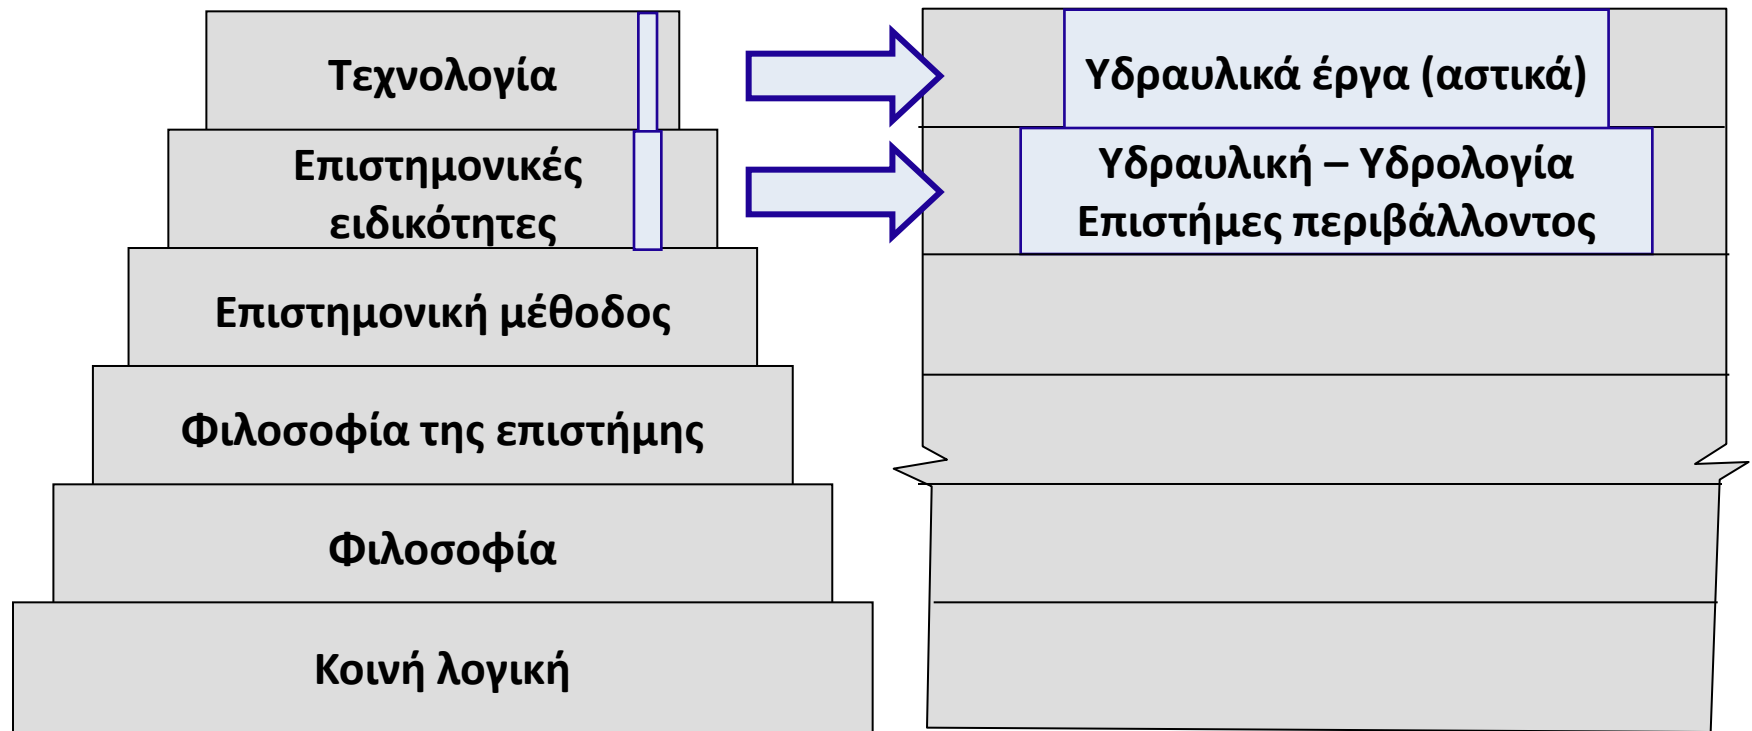 Τεχνολογία
Επιστημονικές
ειδικότητες
Επιστημονική μέθοδος
Φιλοσοφία της επιστήμης
Φιλοσοφία
Κοινή λογική
Υδραυλικά έργα (αστικά)
Υδραυλική – Υδρολογία
Επιστήμες περιβάλλοντος